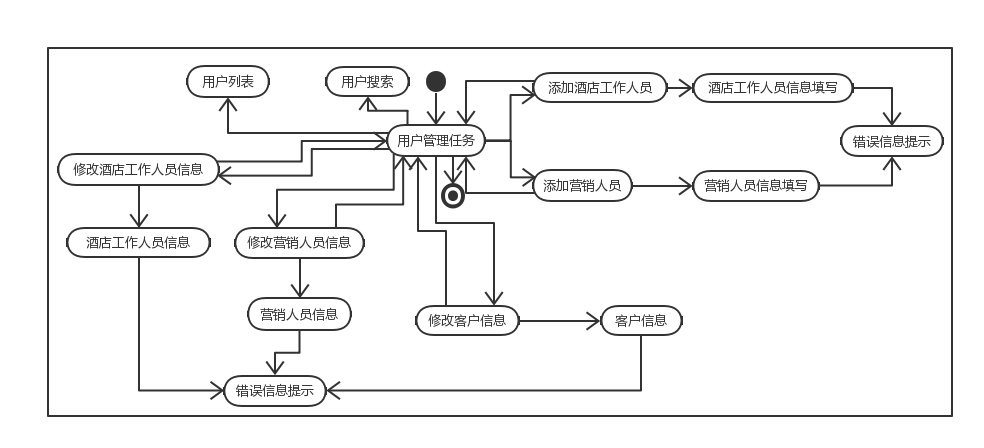 用户列表
用户搜索
添加酒店工作人员
酒店工作人员信息填写
用户管理任务
错误信息提示
修改酒店工作人员信息
添加营销人员
营销人员信息填写
酒店工作人员信息
修改营销人员信息
营销人员信息
修改客户信息
客户信息
错误信息提示